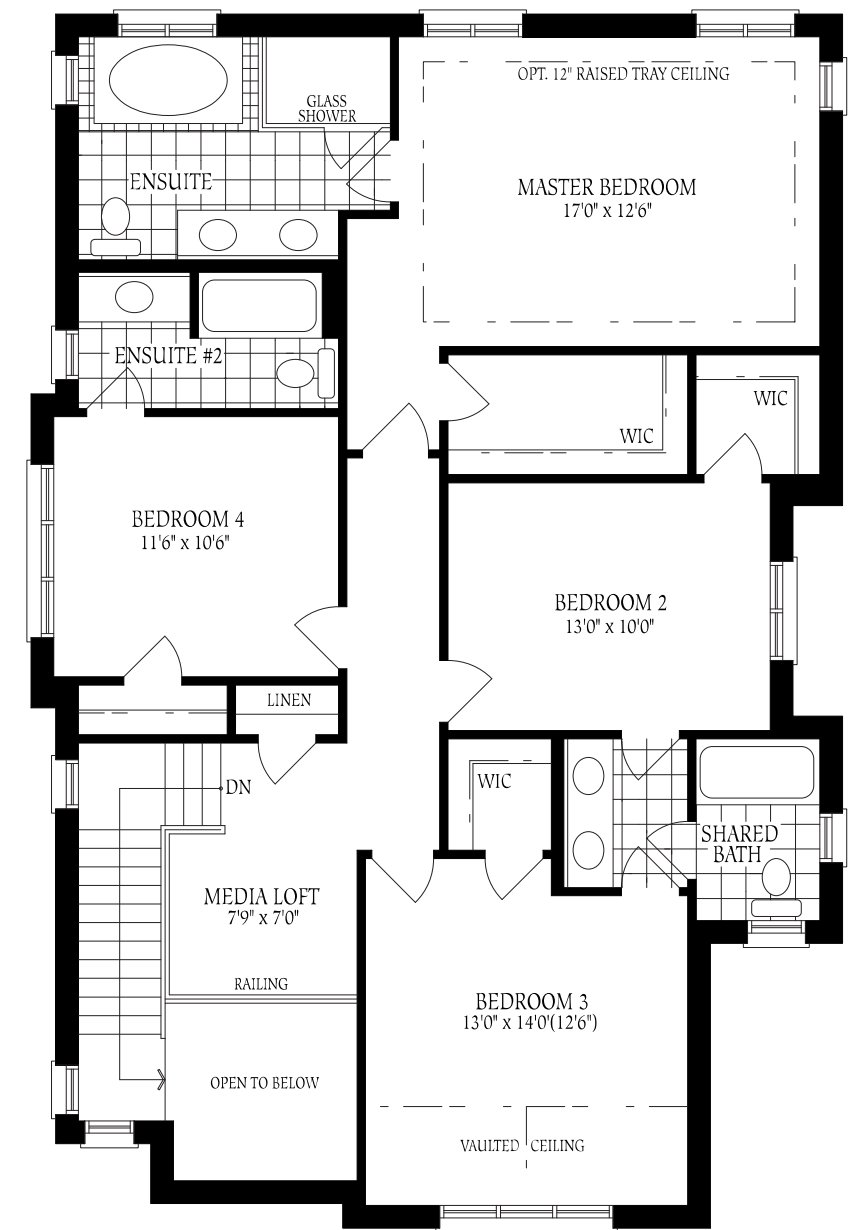 OPT. 12" RAISED TRAY CEILING
GLASS
SHOWER
ENSUITE
MASTER BEDROOM
17'0" x 12'6"
ENSUITE #2
WIC
WIC
BEDROOM 4
11'6" x 10'6"
BEDROOM 2
13'0" x 10'0"
LINEN
DN
WIC
SHARED
BATH
MEDIA LOFT
7'9" x 7'0"
RAILING
BEDROOM 3
13'0" x 14'0'(12'6")
OPEN TO BELOW
VAULTED CEILING